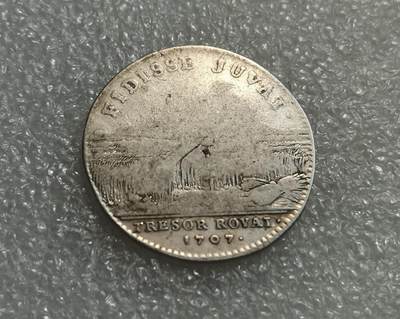 FIDISSE JUVAT
TRESOR ROYAL.
1707.